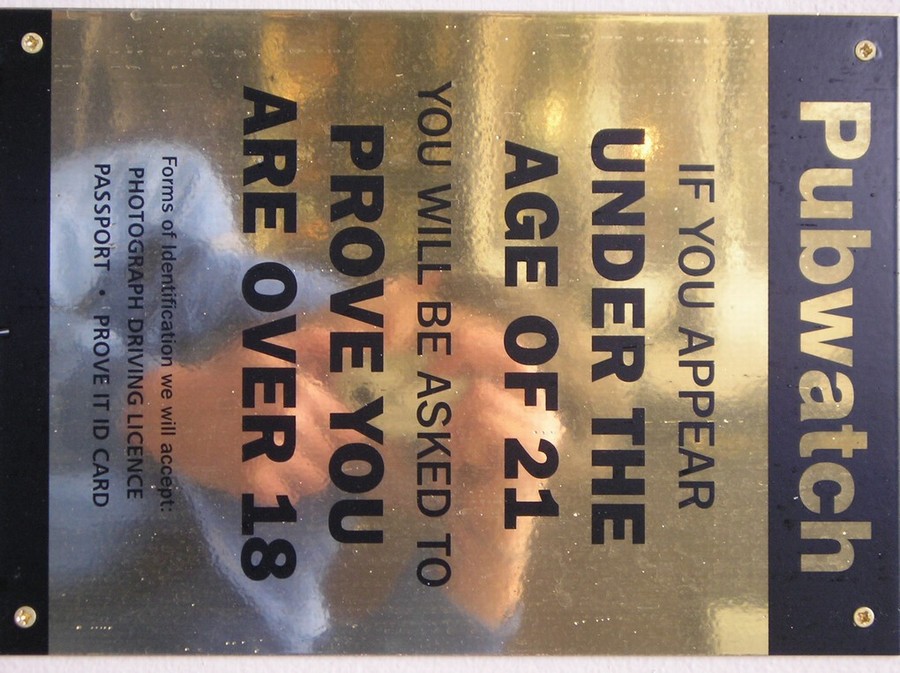 Pubwatch
IF YOU APPEAR
UNDER THE
AGE OF 21
YOU WILL BE ASKED TO
PROVE YOU
ARE OVER 18
Forms of Identification we will accept:
PHOTOGRAPH DRIVING LICENCE
PASSPORT • PROVE IT ID CARD